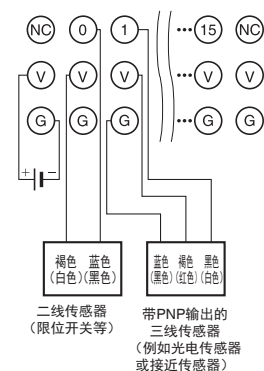 NC 0 1 ••• 15 NC
V V V ••• V V
G G G ••• G G
+ −
褐色 蓝色
(白色)(黑色)
蓝色 褐色 黑色
(黑色)(红色)(白色)
二线传感器
(限位开关等)
带PNP输出的
三线传感器
(例如光电传感器
或接近传感器)